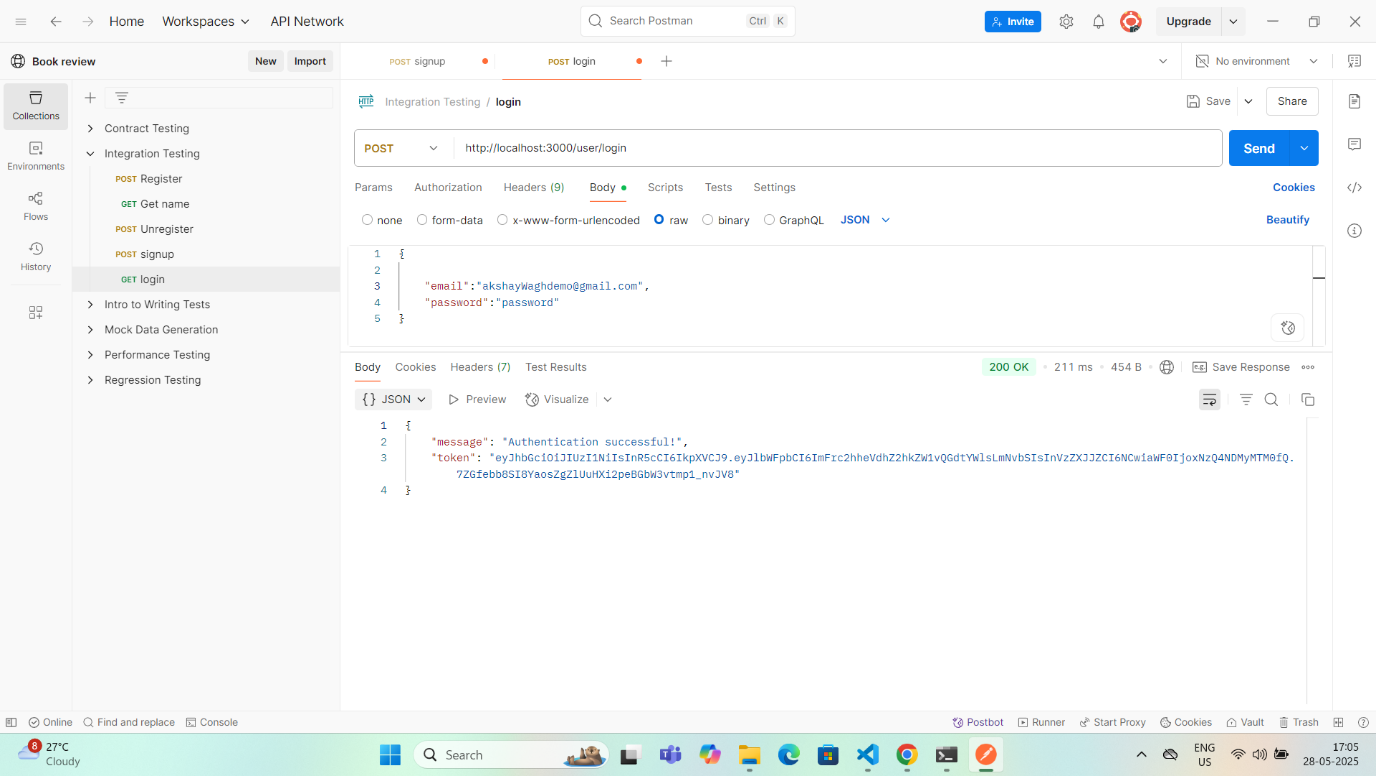 Home Workspaces API Network Search Postman Ctrl K Invite Upgrade
Book review New Import POST signup POST login No environment
Collections
Environments
Flows
History
Contract Testing
Integration Testing
POST Register
GET Get name
POST Unregister
POST signup
GET login
Intro to Writing Tests
Mock Data Generation
Performance Testing
Regression Testing
HTTP Integration Testing / login Save Share
POST http://localhost:3000/user/login Send
Params Authorization Headers (9) Body Scripts Tests Settings Cookies
none form-data x-www-form-urlencoded raw binary GraphQL JSON Beautify
1 {
2
3 "email":"akshayWaghdemo@gmail.com",
4 "password":"password"
5 }
Body Cookies Headers (7) Test Results 200 OK 211 ms 454 B e.g. Save Response
{} JSON Preview Visualize
1 {
2 "message": "Authentication successful!",
3 "token": "eyJhbGciOiJIUzI1NiIsInR5cCI6IkpXVCJ9.eyJlbWFpbCI6ImFrc2hheVdhZ2hkZW1vQGdtYWlsLmNvbSIsInVzZXJJZCI6NCwiaWF0IjoxNzQ4NDMyMTM0fQ.
7ZGfebb8SI8YaosZgZlUuHXi2peBGbW3vtmp1_nvJV8"
4 }
Online Find and replace Console Postbot Runner Start Proxy Cookies Vault Trash
8 27°C
Cloudy
Search
ENG
US
17:05
28-05-2025